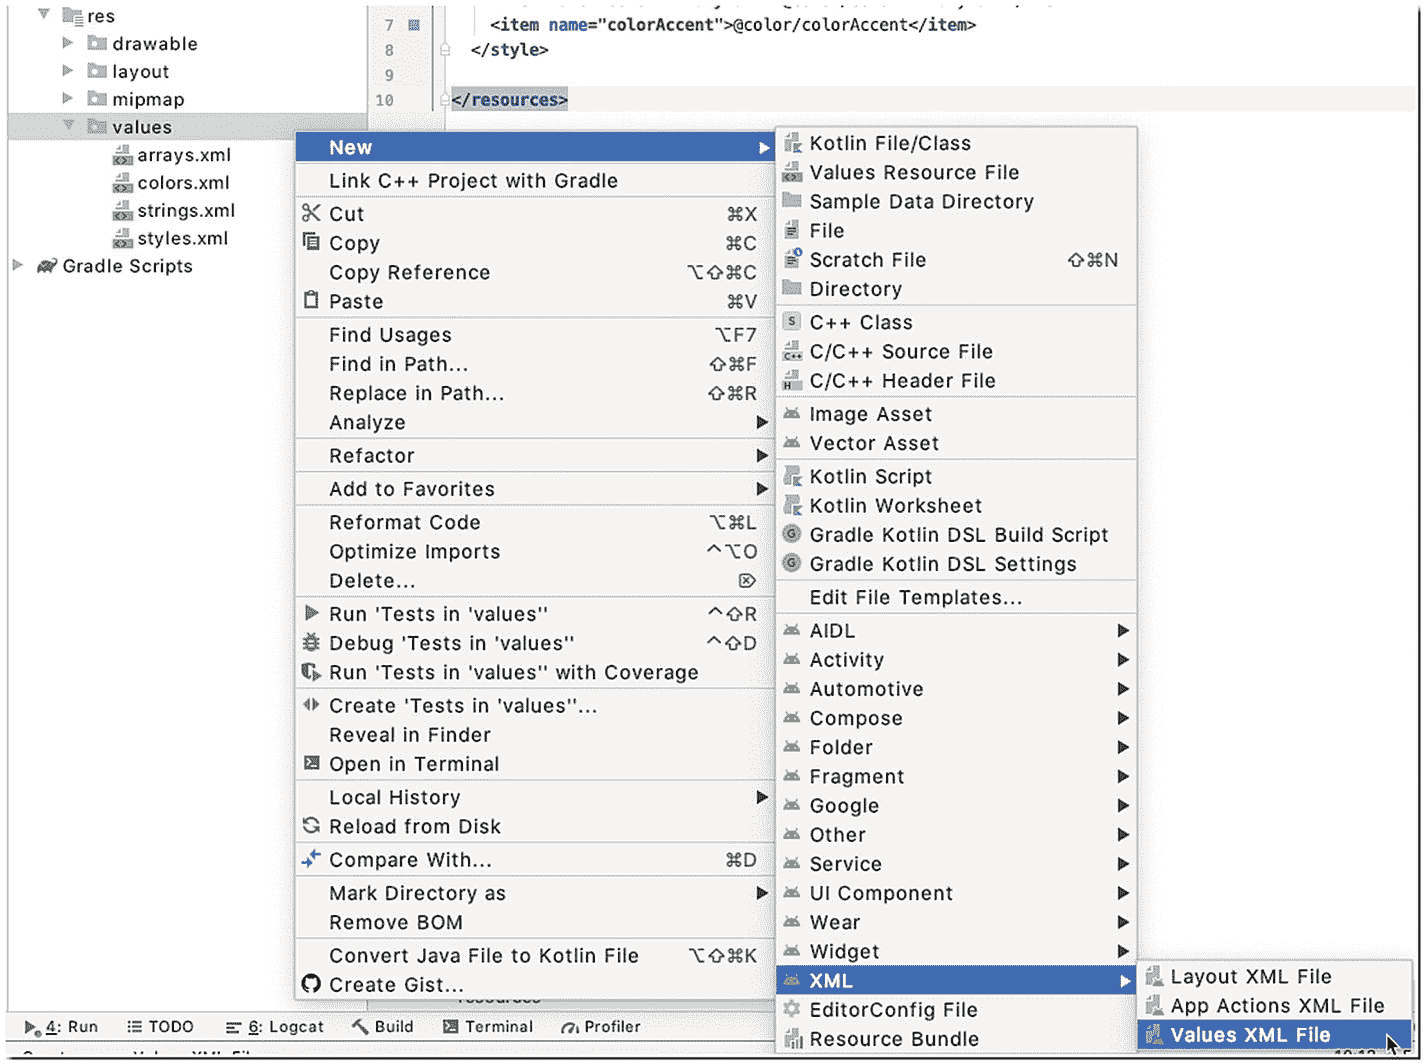 res
drawable
layout
mipmap
values
arrays.xml
colors.xml
strings.xml
styles.xml
Gradle Scripts
7 <item name="colorAccent">@color/colorAccent</item>
8 </style>
9
10 </resources>
New
Link C++ Project with Gradle
Cut ⌘X
Copy ⌘C
Copy Reference ⌥⇧⌘C
Paste ⌘V
Find Usages ⌥F7
Find in Path... ⇧⌘F
Replace in Path... ⇧⌘R
Analyze
Refactor
Add to Favorites
Reformat Code ⌥⌘L
Optimize Imports ^⌥O
Delete... ⌦
Run 'Tests in 'values'' ^⇧R
Debug 'Tests in 'values'' ^⇧D
Run 'Tests in 'values'' with Coverage
Create 'Tests in 'values''...
Reveal in Finder
Open in Terminal
Local History
Reload from Disk
Compare With... ⌘D
Mark Directory as
Remove BOM
Convert Java File to Kotlin File ⌥⇧⌘K
Create Gist...
Kotlin File/Class
Values Resource File
Sample Data Directory
File
Scratch File ⇧⌘N
Directory
C++ Class
C/C++ Source File
C/C++ Header File
Image Asset
Vector Asset
Kotlin Script
Kotlin Worksheet
Gradle Kotlin DSL Build Script
Gradle Kotlin DSL Settings
Edit File Templates...
AIDL
Activity
Automotive
Compose
Folder
Fragment
Google
Other
Service
UI Component
Wear
Widget
XML
EditorConfig File
Resource Bundle
Layout XML File
App Actions XML File
Values XML File
4: Run TODO 6: Logcat Build Terminal Profiler